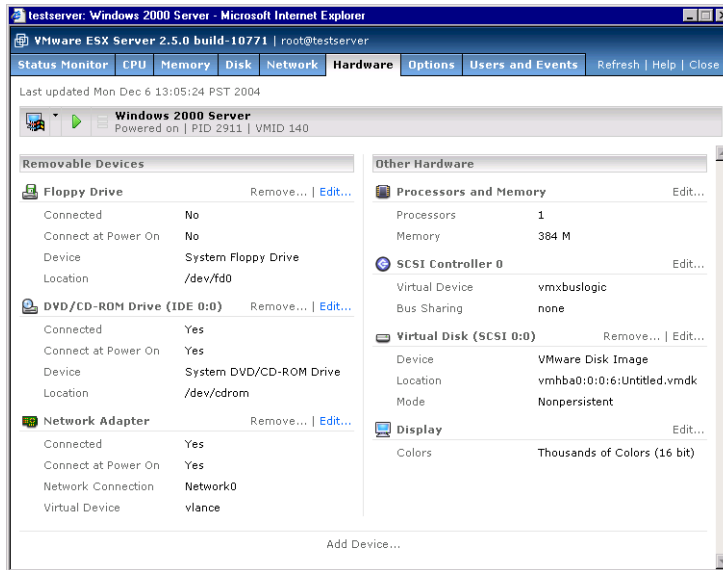 testserver: Windows 2000 Server - Microsoft Internet Explorer
VMware ESX Server 2.5.0 build-10771 | root@testserver
Status Monitor CPU Memory Disk Network Hardware Options Users and Events Refresh | Help | Close
Last updated Mon Dec 6 13:05:24 PST 2004
Windows 2000 Server
Powered on | PID 2911 | VMID 140
Removable Devices
Floppy Drive Remove... | Edit...
Connected No
Connect at Power On No
Device System Floppy Drive
Location /dev/fd0
DVD/CD-ROM Drive (IDE 0:0) Remove... | Edit...
Connected Yes
Connect at Power On Yes
Device System DVD/CD-ROM Drive
Location /dev/cdrom
Network Adapter Remove... | Edit...
Connected Yes
Connect at Power On Yes
Network Connection Network0
Virtual Device vlance
Other Hardware
Processors and Memory Edit...
Processors 1
Memory 384 M
SCSI Controller 0 Edit...
Virtual Device vmxbuslogic
Bus Sharing none
Virtual Disk (SCSI 0:0) Remove... | Edit...
Device VMware Disk Image
Location vmhba0:0:0:6:Untitled.vmdk
Mode Nonpersistent
Display Edit...
Colors Thousands of Colors (16 bit)
Add Device...